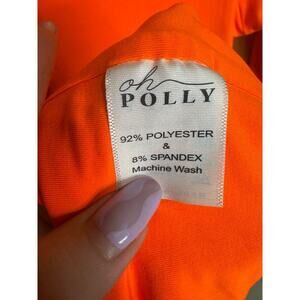 oh
POLLY
92% POLYESTER
&
8% SPANDEX
Machine Wash